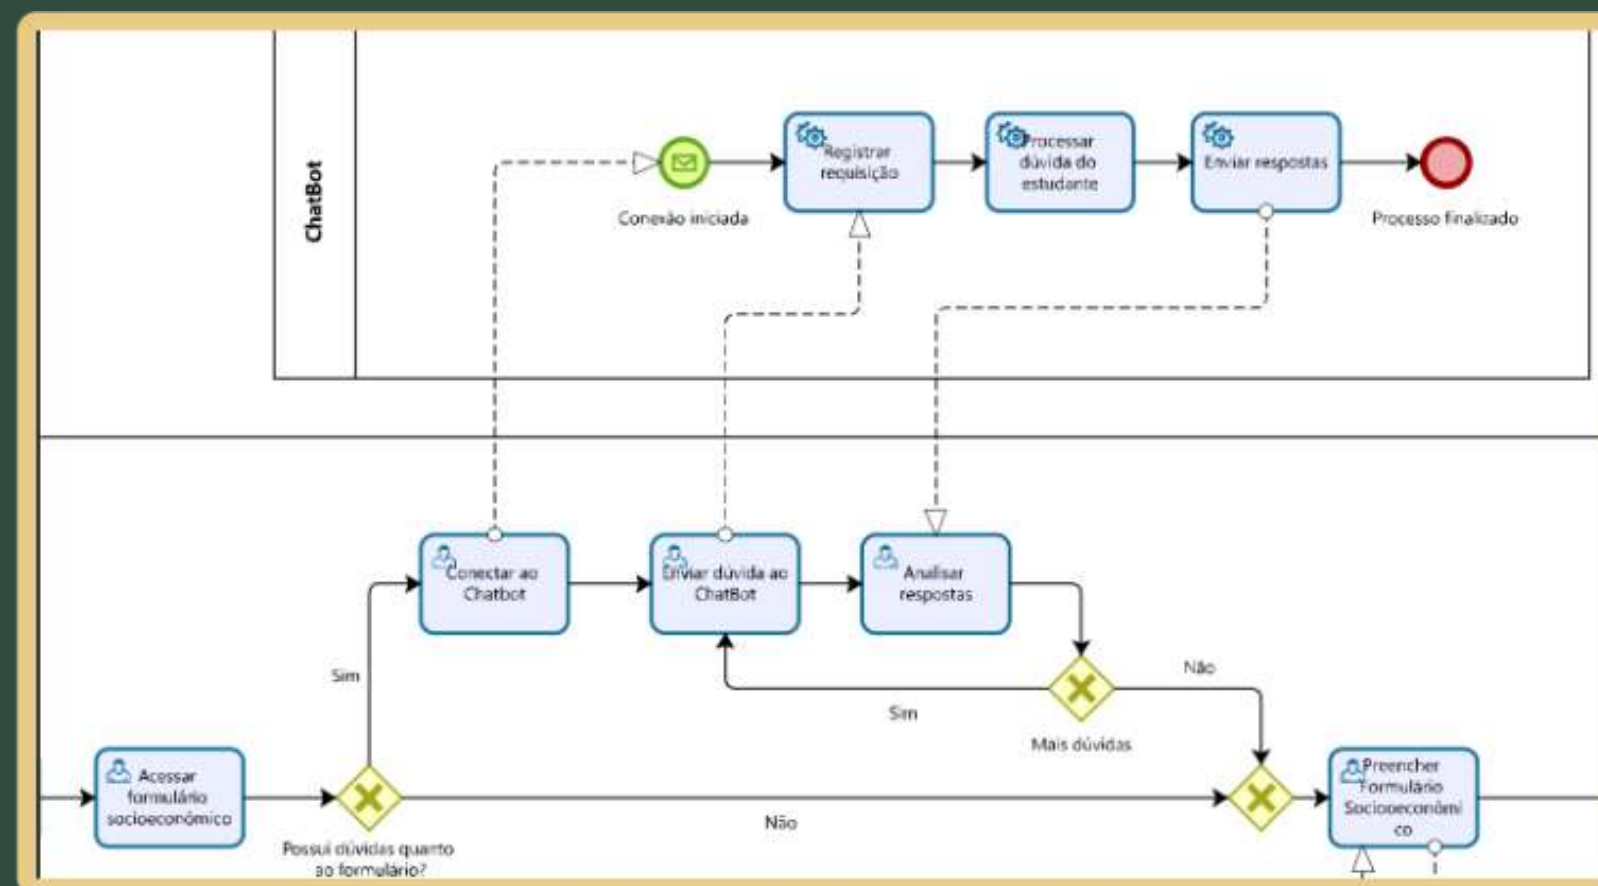 ChatBot
Registrar
requisição
Processar
dúvida do
estudante
Enviar respostas
Conexão iniciada
Processo finalizado
Conectar ao
Chatbot
Enviar dúvida ao
ChatBot
Analisar
respostas
Sim
Não
Sim
Mais dúvidas
Acessar
formulário
socioeconômico
Não
Possui dúvidas quanto
ao formulário?
Preencher
Formulário
Sociooeconômi
co